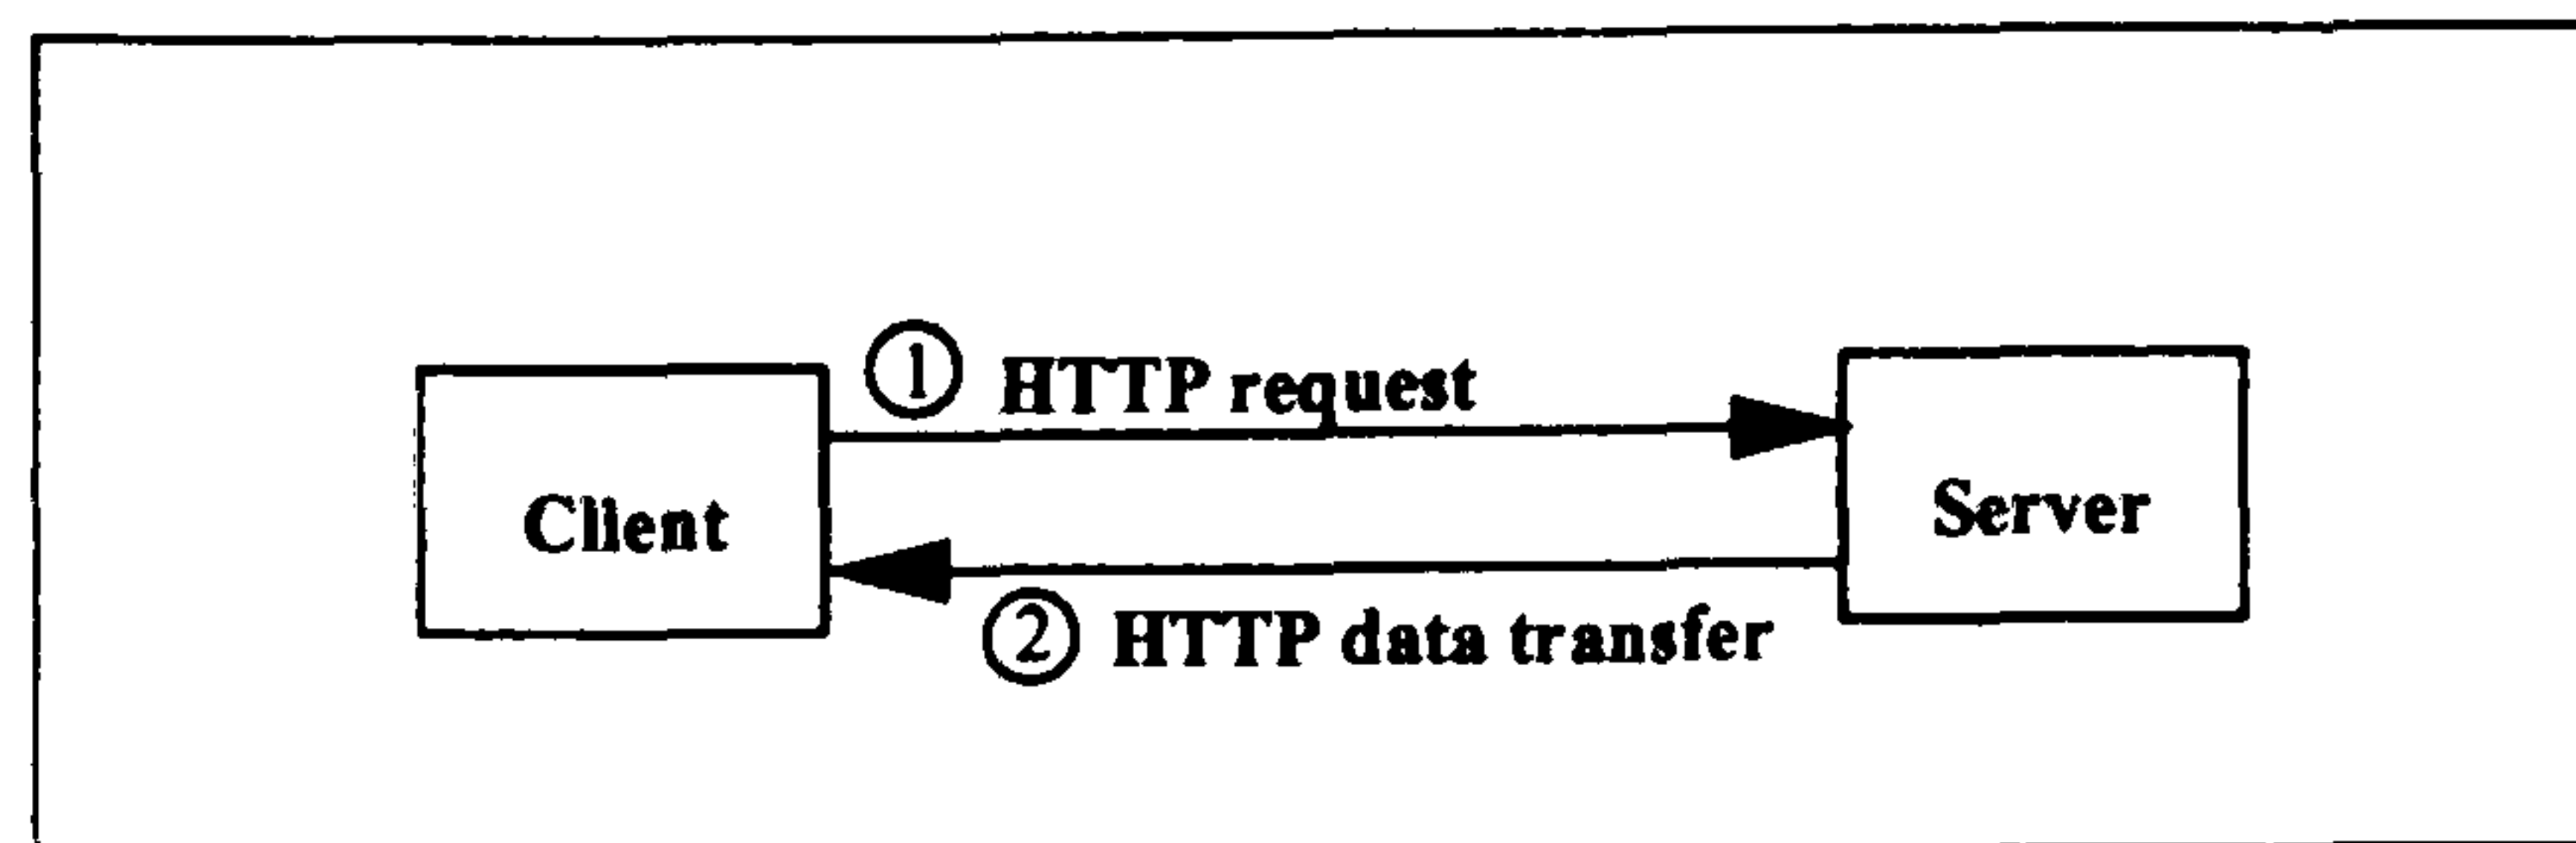 ① HTTP request
Client
Server
② HTTP data transfer